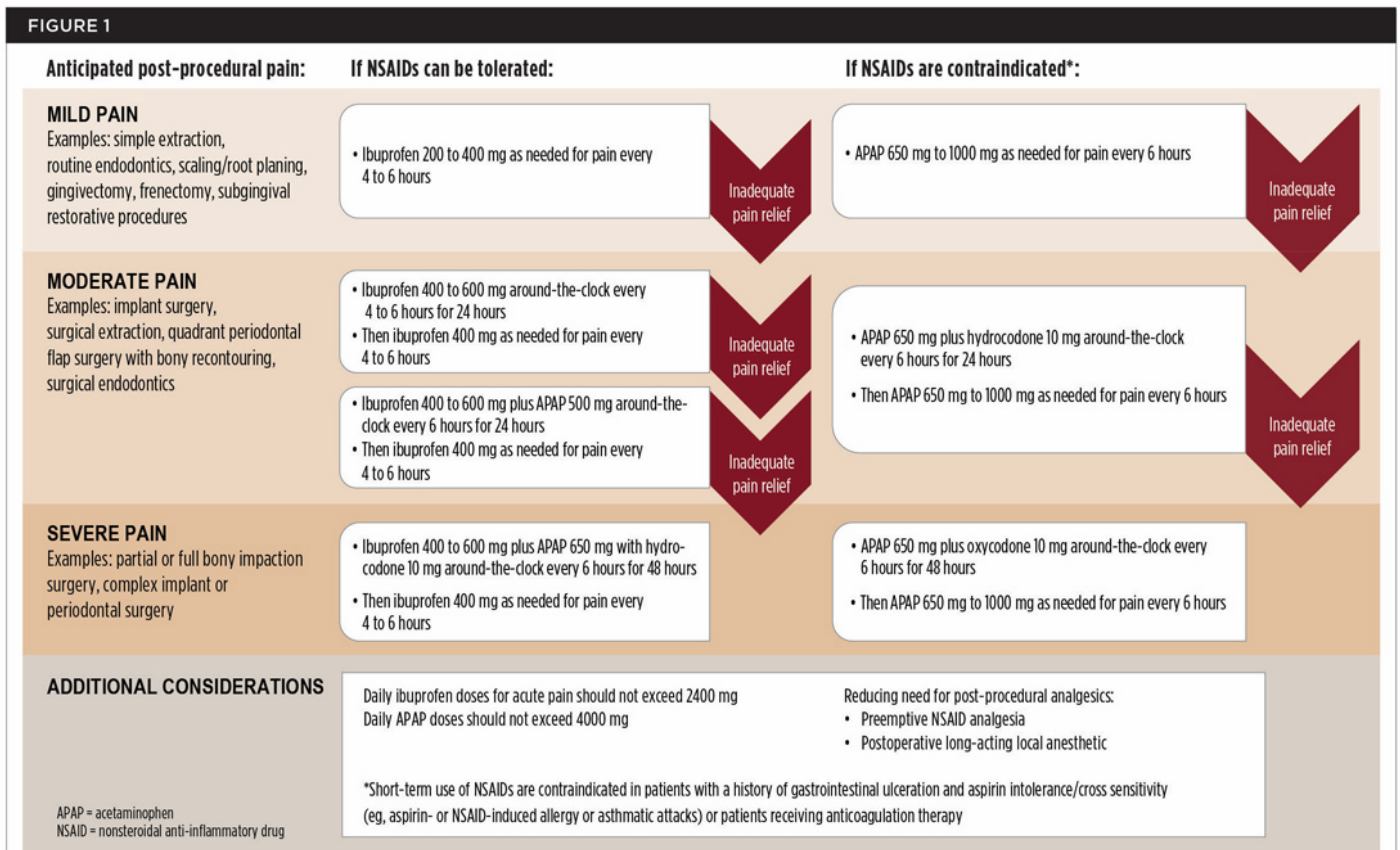 FIGURE 1
Anticipated post-procedural pain:
If NSAIDs can be tolerated:
If NSAIDs are contraindicated*:
MILD PAIN
Examples: simple extraction,
routine endodontics, scaling/root planing,
gingivectomy, frenectomy, subgingival
restorative procedures
• Ibuprofen 200 to 400 mg as needed for pain every
4 to 6 hours
Inadequate
pain relief
• APAP 650 mg to 1000 mg as needed for pain every 6 hours
Inadequate
pain relief
MODERATE PAIN
Examples: implant surgery,
surgical extraction, quadrant periodontal
flap surgery with bony recontouring,
surgical endodontics
• Ibuprofen 400 to 600 mg around-the-clock every
4 to 6 hours for 24 hours
• Then ibuprofen 400 mg as needed for pain every
4 to 6 hours
Inadequate
pain relief
• Ibuprofen 400 to 600 mg plus APAP 500 mg around-the-
clock every 6 hours for 24 hours
• Then ibuprofen 400 mg as needed for pain every
4 to 6 hours
Inadequate
pain relief
• APAP 650 mg plus hydrocodone 10 mg around-the-clock
every 6 hours for 24 hours
• Then APAP 650 mg to 1000 mg as needed for pain every 6 hours
Inadequate
pain relief
SEVERE PAIN
Examples: partial or full bony impaction
surgery, complex implant or
periodontal surgery
• Ibuprofen 400 to 600 mg plus APAP 650 mg with hydro-
codone 10 mg around-the-clock every 6 hours for 48 hours
• Then ibuprofen 400 mg as needed for pain every
4 to 6 hours
• APAP 650 mg plus oxycodone 10 mg around-the-clock every
6 hours for 48 hours
• Then APAP 650 mg to 1000 mg as needed for pain every 6 hours
ADDITIONAL CONSIDERATIONS
Daily ibuprofen doses for acute pain should not exceed 2400 mg
Daily APAP doses should not exceed 4000 mg
Reducing need for post-procedural analgesics:
• Preemptive NSAID analgesia
• Postoperative long-acting local anesthetic
*Short-term use of NSAIDs are contraindicated in patients with a history of gastrointestinal ulceration and aspirin intolerance/cross sensitivity
(eg, aspirin- or NSAID-induced allergy or asthmatic attacks) or patients receiving anticoagulation therapy
APAP = acetaminophen
NSAID = nonsteroidal anti-inflammatory drug